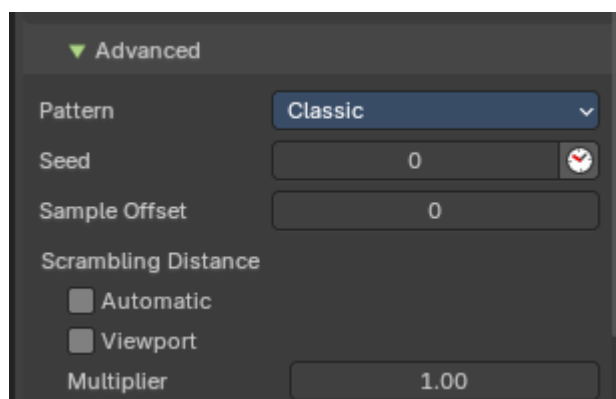 Advanced
Pattern Classic
Seed 0
Sample Offset 0
Scrambling Distance
Automatic
Viewport
Multiplier 1.00